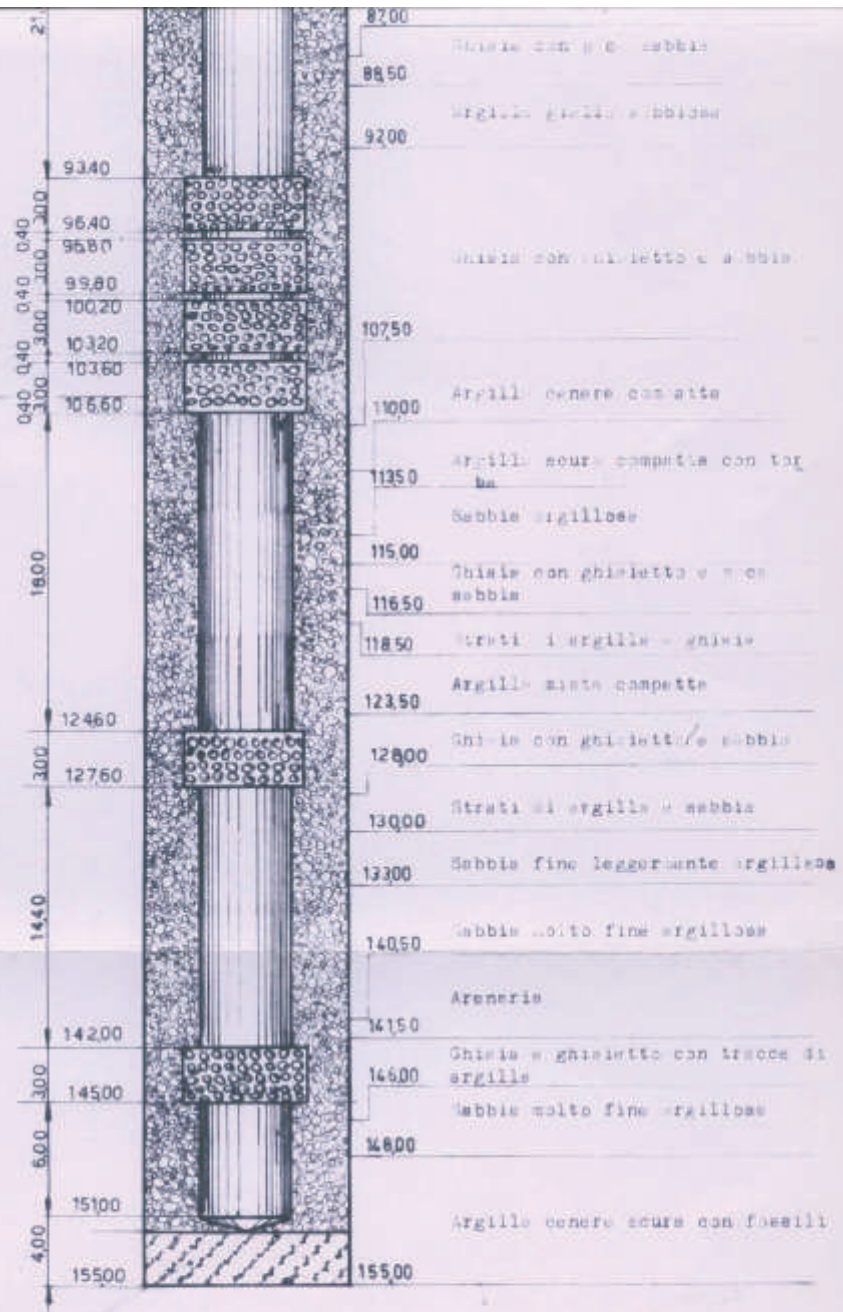 87,00
Ghiaia con poca sabbia
88,50
Argilla gialla sabbiosa
92,00
93.40
3,00
96,40
0,40
96,80
3,00
Ghiaia con ghiaietto e sabbia
99,80
0,40
100,20
3,00
107,50
103,20
0,40
103,60
3,00
106,60
0,40
Argilla cenere compatta
110,00
Argilla scura compatta con tor
ba
113,50
Sabbia argillosa
115,00
18,00
Ghiaia con ghiaietto e poca
sabbia
116,50
Strati di argilla e ghiaia
118,50
Argilla mista compatta
123,50
124,60
Ghiaia con ghiaietto e sabbia
128,00
3,00
127,60
Strati di argilla e sabbia
130,00
Sabbia fine leggermente argillosa
133,00
14,40
Sabbia molto fine argillosa
140,50
Arenaria
141,50
142,00
Ghiaia e ghiaietto con tracce di
argilla
146,00
3,00
145,00
Sabbia molto fine argillosa
148,00
6,00
151,00
Argilla cenere scura con fossili
4,00
155,00
155,00